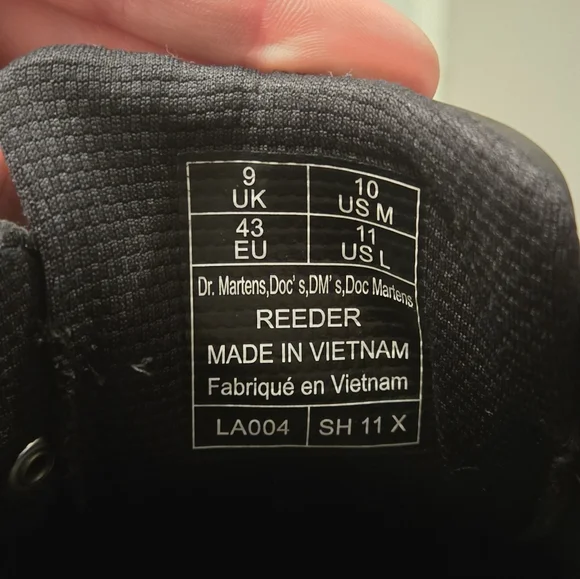 9 10
UK US M
43 11
EU US L
Dr. Martens,Doc' s,DM' s,Doc Martens
REEDER
MADE IN VIETNAM
Fabriqué en Vietnam
LA004 SH 11 X